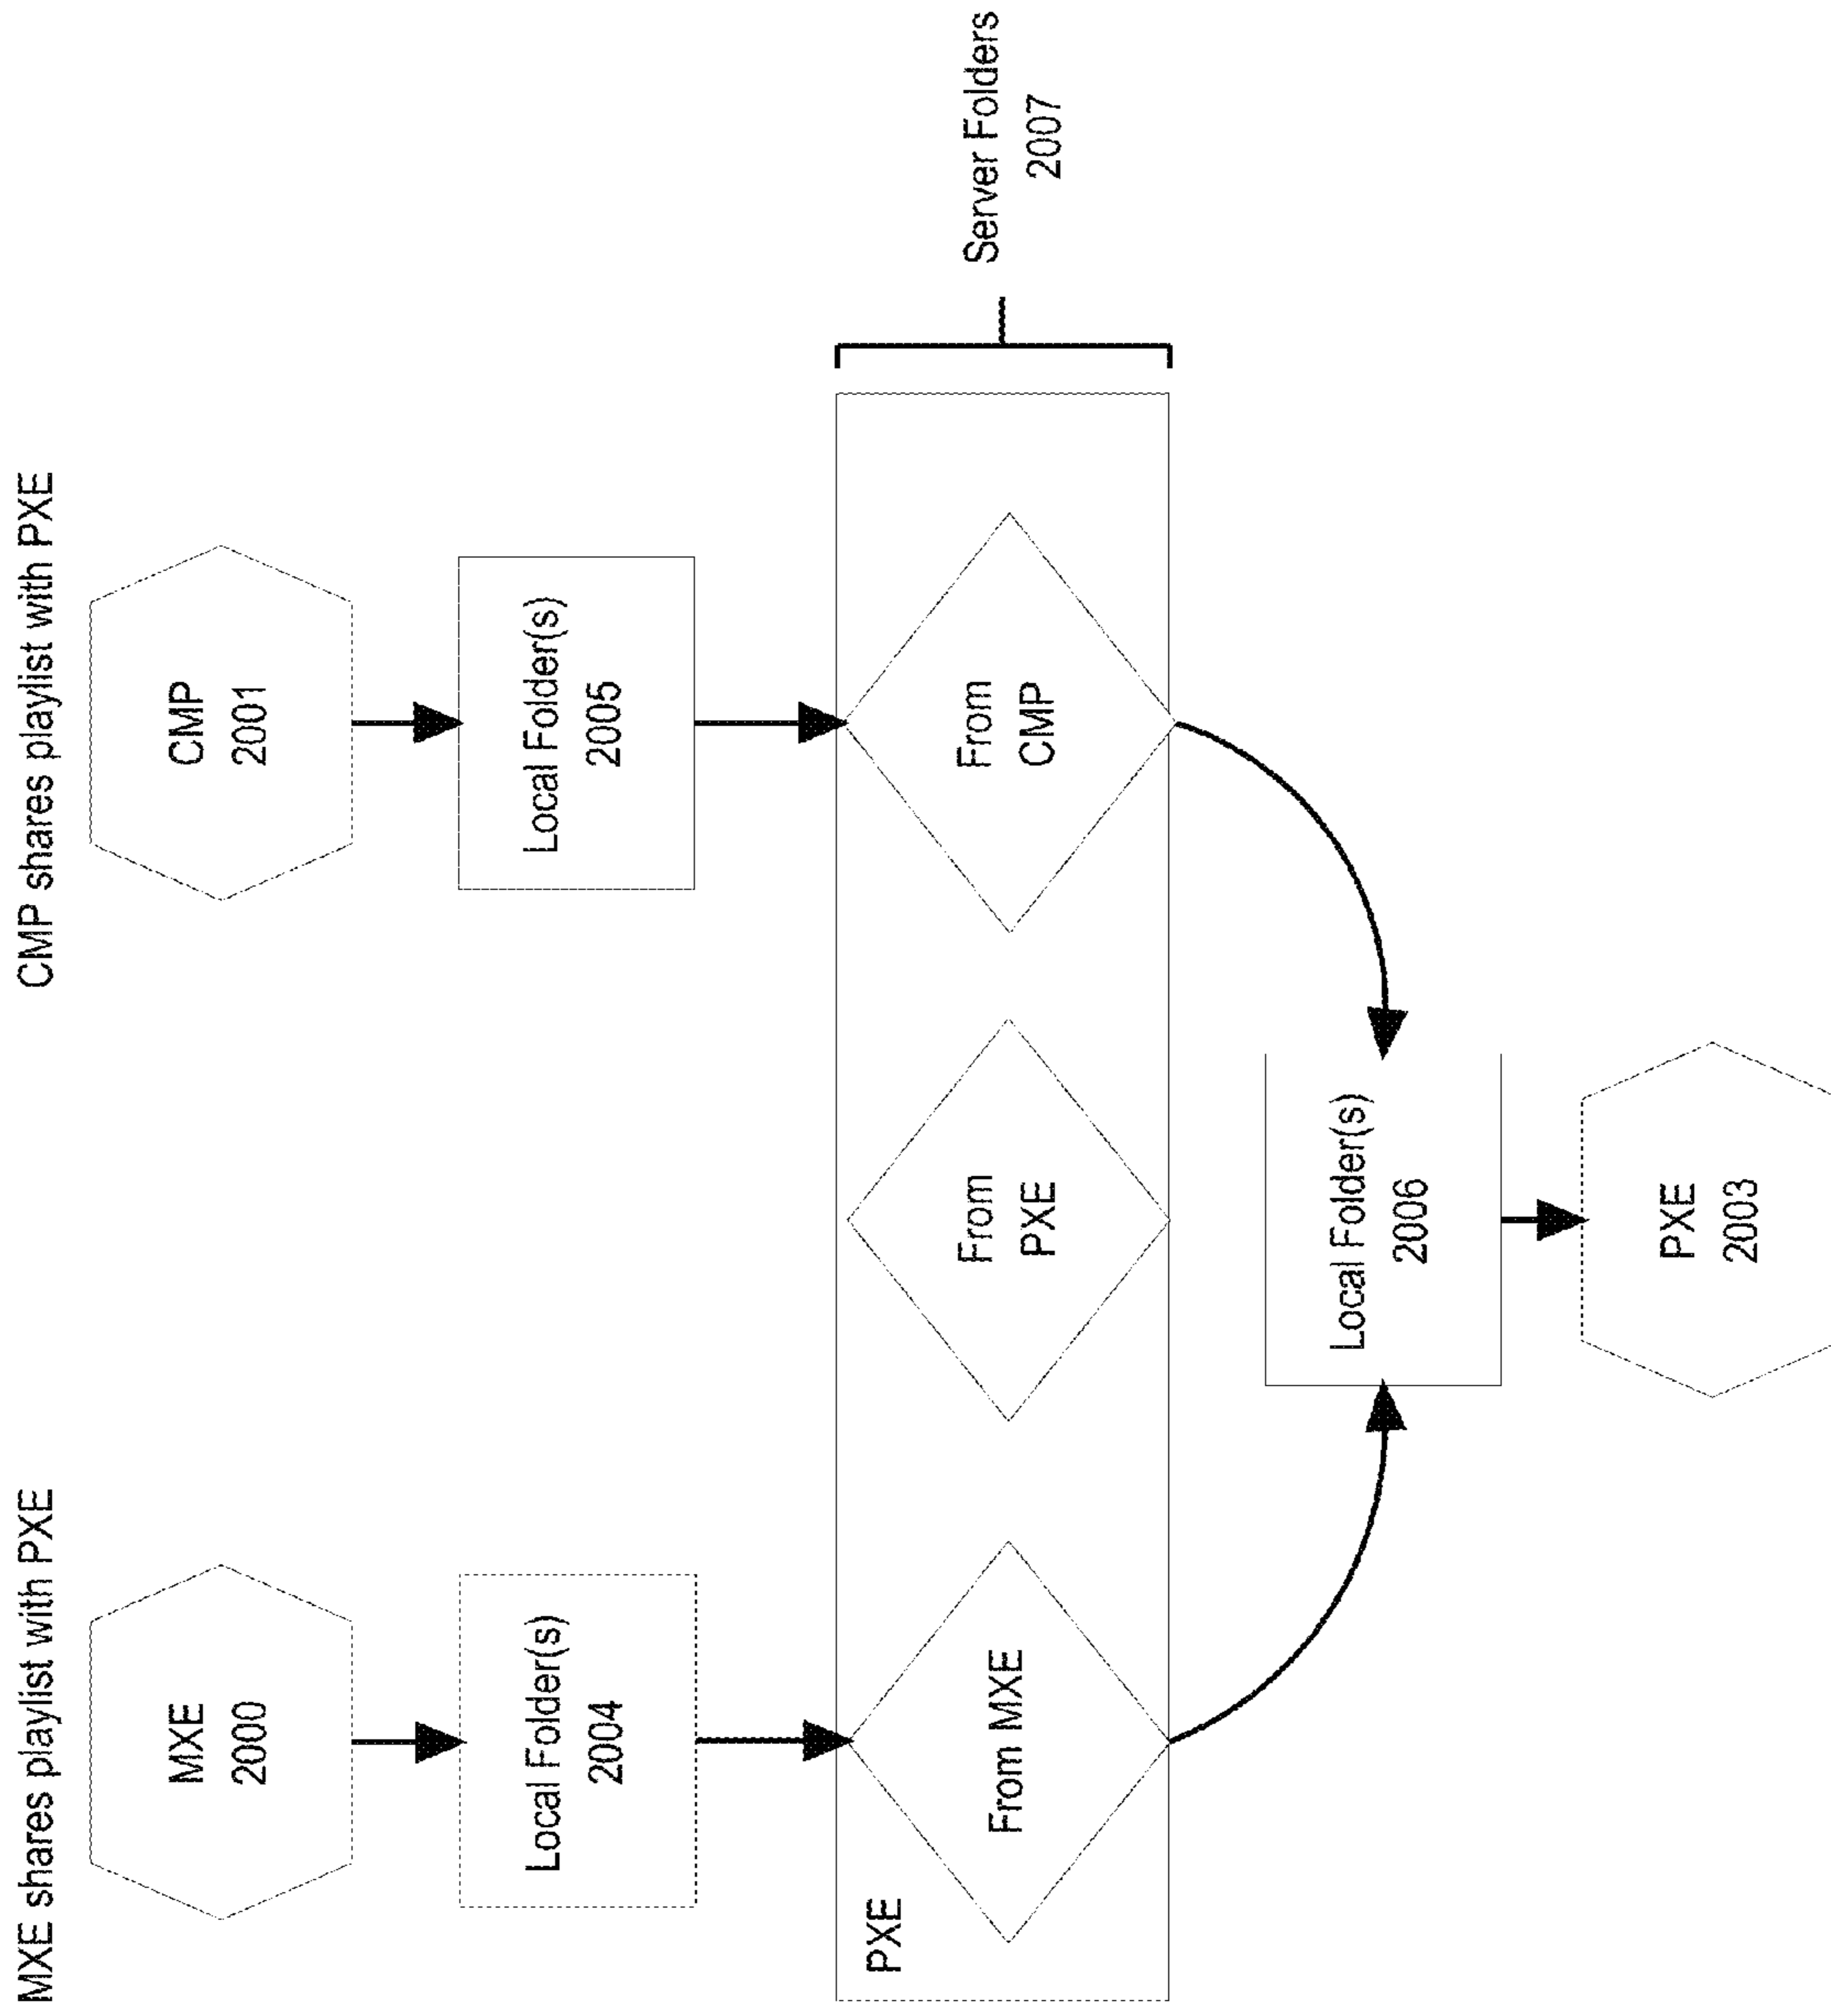 MXE shares playlist with PXE
CMP shares playlist with PXE
MXE
2000
CMP
2001
Local Folder(s)
2004
Local Folder(s)
2005
PXE
From MXE
From
PXE
From
CMP
Server Folders
2007
Local Folder(s)
2006
PXE
2003